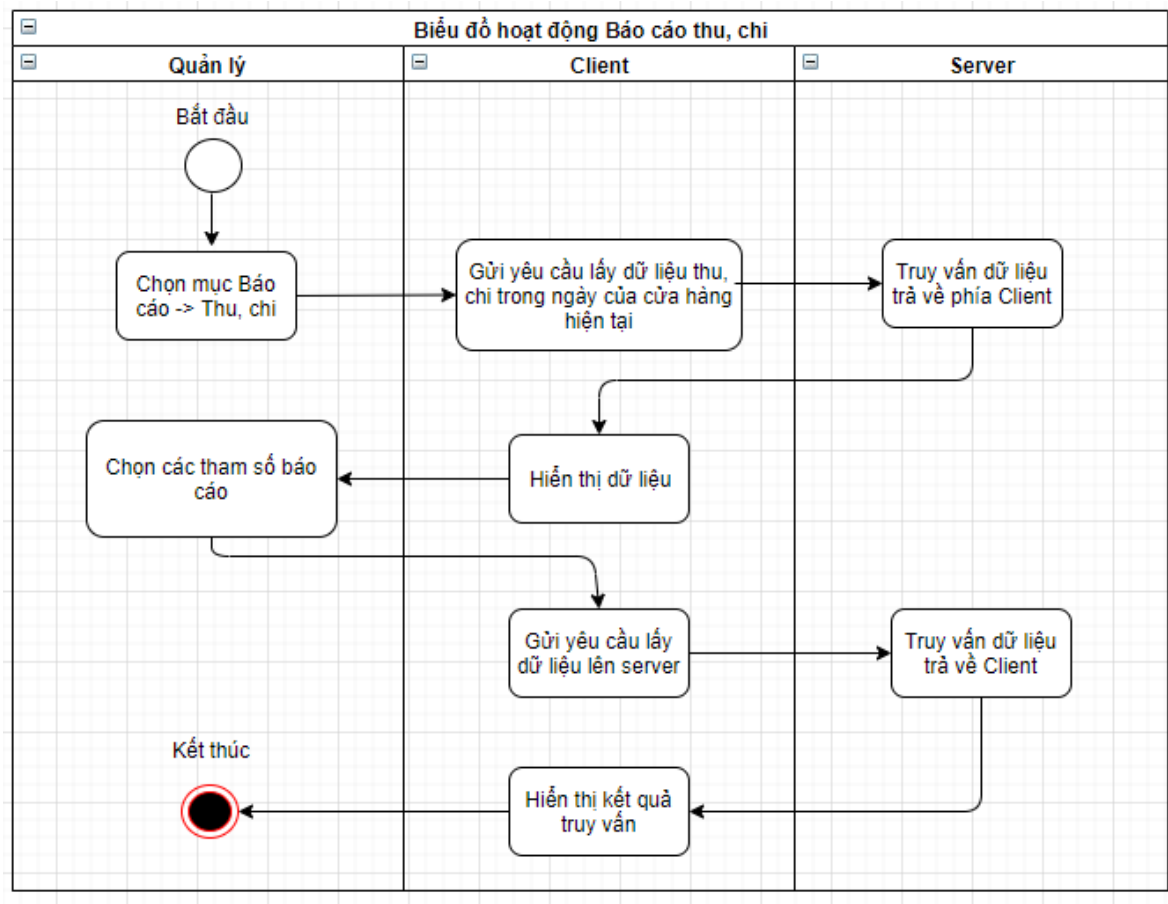 Biểu đồ hoạt động Báo cáo thu, chi
Quản lý
Client
Server
Bắt đầu
Chọn mục Báo
cáo -> Thu, chi
Gửi yêu cầu lấy dữ liệu thu,
chi trong ngày của cửa hàng
hiện tại
Truy vấn dữ liệu
trả về phía Client
Hiển thị dữ liệu
Chọn các tham số báo
cáo
Gửi yêu cầu lấy
dữ liệu lên server
Truy vấn dữ liệu
trả về Client
Hiển thị kết quả
truy vấn
Kết thúc